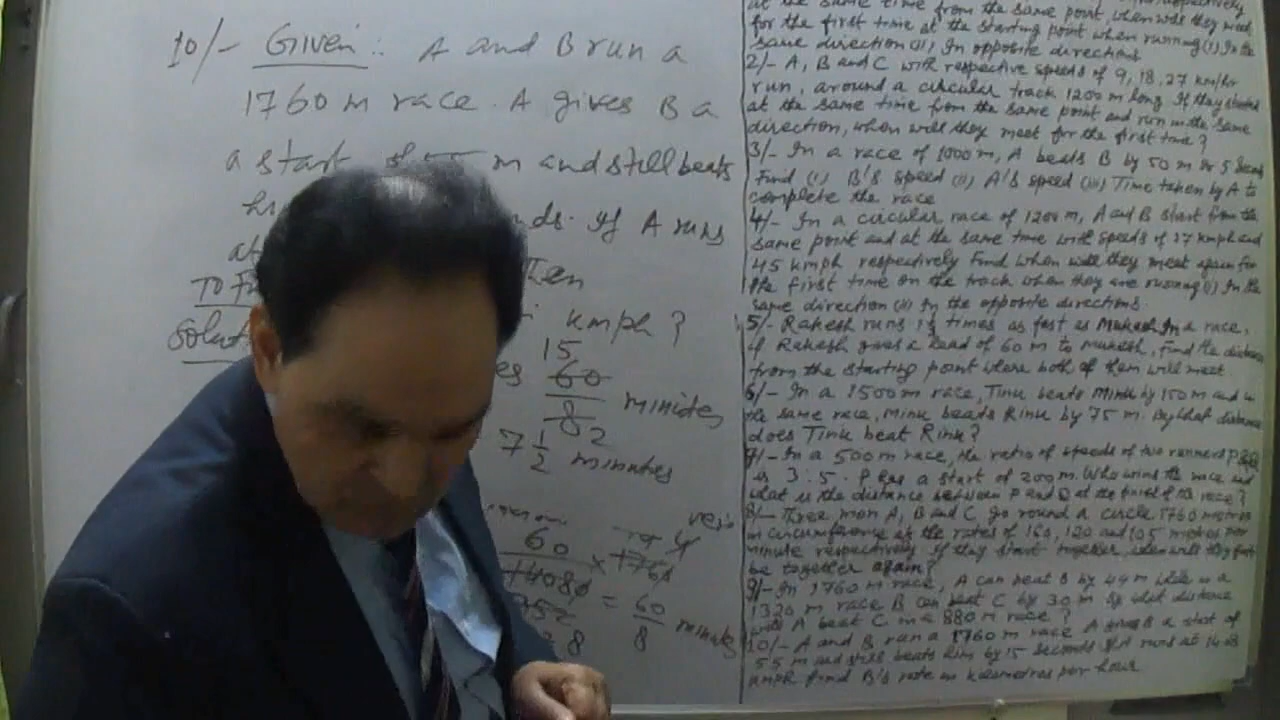 10/- Given: A and B run a
1760 m race. A gives B a
a start of 55 m and still beats
nds. If A runs
at
To F
Solut
kmph?
15
es 60
8 2 minutes
7 1/2 minutes
60
14080 × 1760
352 = 60
8 8 minutes
at the same time from the same point, when will they meet
for the first time at the starting point when running (i) In the
same direction (ii) In opposite directions
2/- A, B and C with respective speeds of 9, 18, 27 km/hr
run, around a circular track 1200 m long. If they started
at the same time from the same point and run in the same
direction, when will they meet for the first time?
3/- In a race of 1000 m, A beats B by 50 m or 5 Seconds
Find (i) B's speed (ii) A's speed (iii) Time taken by A to
complete the race
4/- In a circular race of 1200 m, A and B start from the
same point and at the same time with speeds of 27 kmph and
45 kmph respectively Find when will they meet again for
the first time on the track when they are running (i) In the
same direction (ii) In the opposite directions.
5/- Rakesh runs times as fast as Mukesh In a race,
if Rakesh gives a lead of 60 m to Mukesh, Find the distance
from the starting point where both of them will meet
6/- In a 1500 m race, Tinu beats Minu by 150 m and in
the same race, Minu beats Rinu by 75 m. By what distance
does Tinu beat Rinu?
7/- In a 500 m race, the ratio of speeds of two runners P & Q
is 3:5. P has a start of 200 m. Who wins the race and
what is the distance between P and Q at the finish of the race?
8/- Three men A, B and C go round a circle 1760 metres
in circumference at the rates of 160, 120 and 105 metres per
minute respectively If they start together, when will they first
be together again?
9/- In 1760 m race, A can beat B by 44 m while in a
1320 m race B can beat C by 30 m By what distance
will A beat C in a 880 m race?
10/- A and B run a 1760 m race A gives B a start of
55 m and still beats him by 15 seconds If A runs at 14.08
kmph find B's rate in kilometres per hour